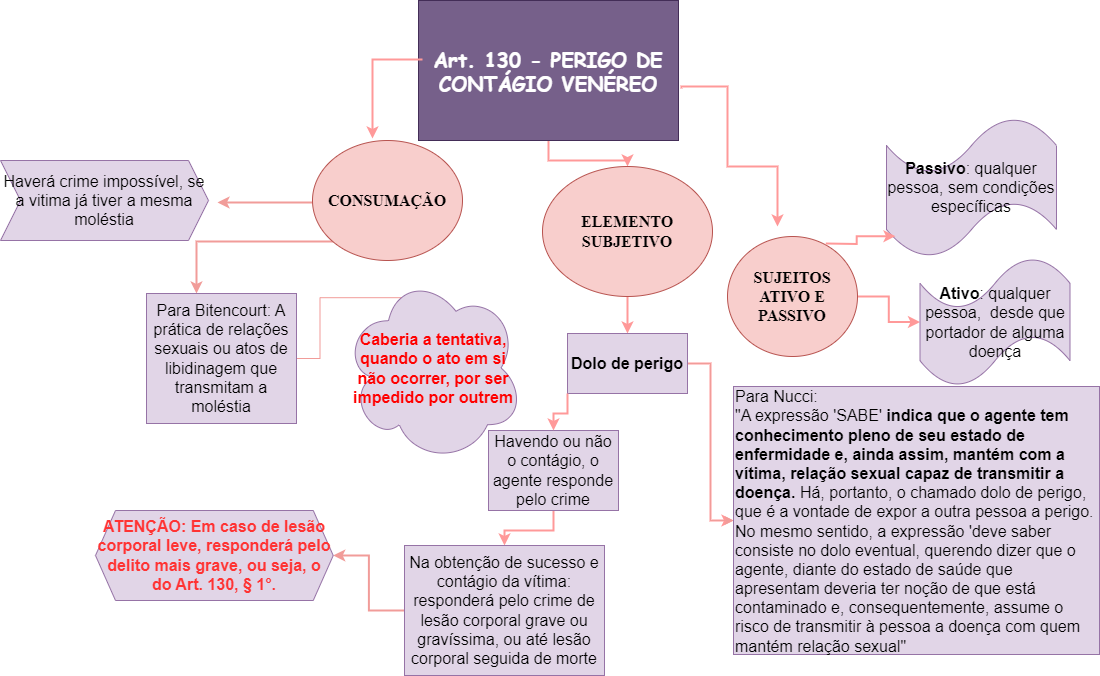 Art. 130 - PERIGO DE
CONTÁGIO VENÉREO
CONSUMAÇÃO
Haverá crime impossível, se
a vitima já tiver a mesma
moléstia
Para Bitencourt: A
prática de relações
sexuais ou atos de
libidinagem que
transmitam a
moléstia
Caberia a tentativa,
quando o ato em si
não ocorrer, por ser
impedido por outrem
ELEMENTO
SUBJETIVO
Dolo de perigo
Havendo ou não
o contágio, o
agente responde
pelo crime
Na obtenção de sucesso e
contágio da vítima:
responderá pelo crime de
lesão corporal grave ou
gravíssima, ou até lesão
corporal seguida de morte
ATENÇÃO: Em caso de lesão
corporal leve, responderá pelo
delito mais grave, ou seja, o
do Art. 130, § 1°.
Para Nucci:
"A expressão 'SABE' indica que o agente tem
conhecimento pleno de seu estado de
enfermidade e, ainda assim, mantém com a
vítima, relação sexual capaz de transmitir a
doença. Há, portanto, o chamado dolo de perigo,
que é a vontade de expor a outra pessoa a perigo.
No mesmo sentido, a expressão 'deve saber
consiste no dolo eventual, querendo dizer que o
agente, diante do estado de saúde que
apresentam deveria ter noção de que está
contaminado e, consequentemente, assume o
risco de transmitir à pessoa a doença com quem
mantém relação sexual"
SUJEITOS
ATIVO E
PASSIVO
Passivo: qualquer
pessoa, sem condições
específicas
Ativo: qualquer
pessoa, desde que
portador de alguma
doença